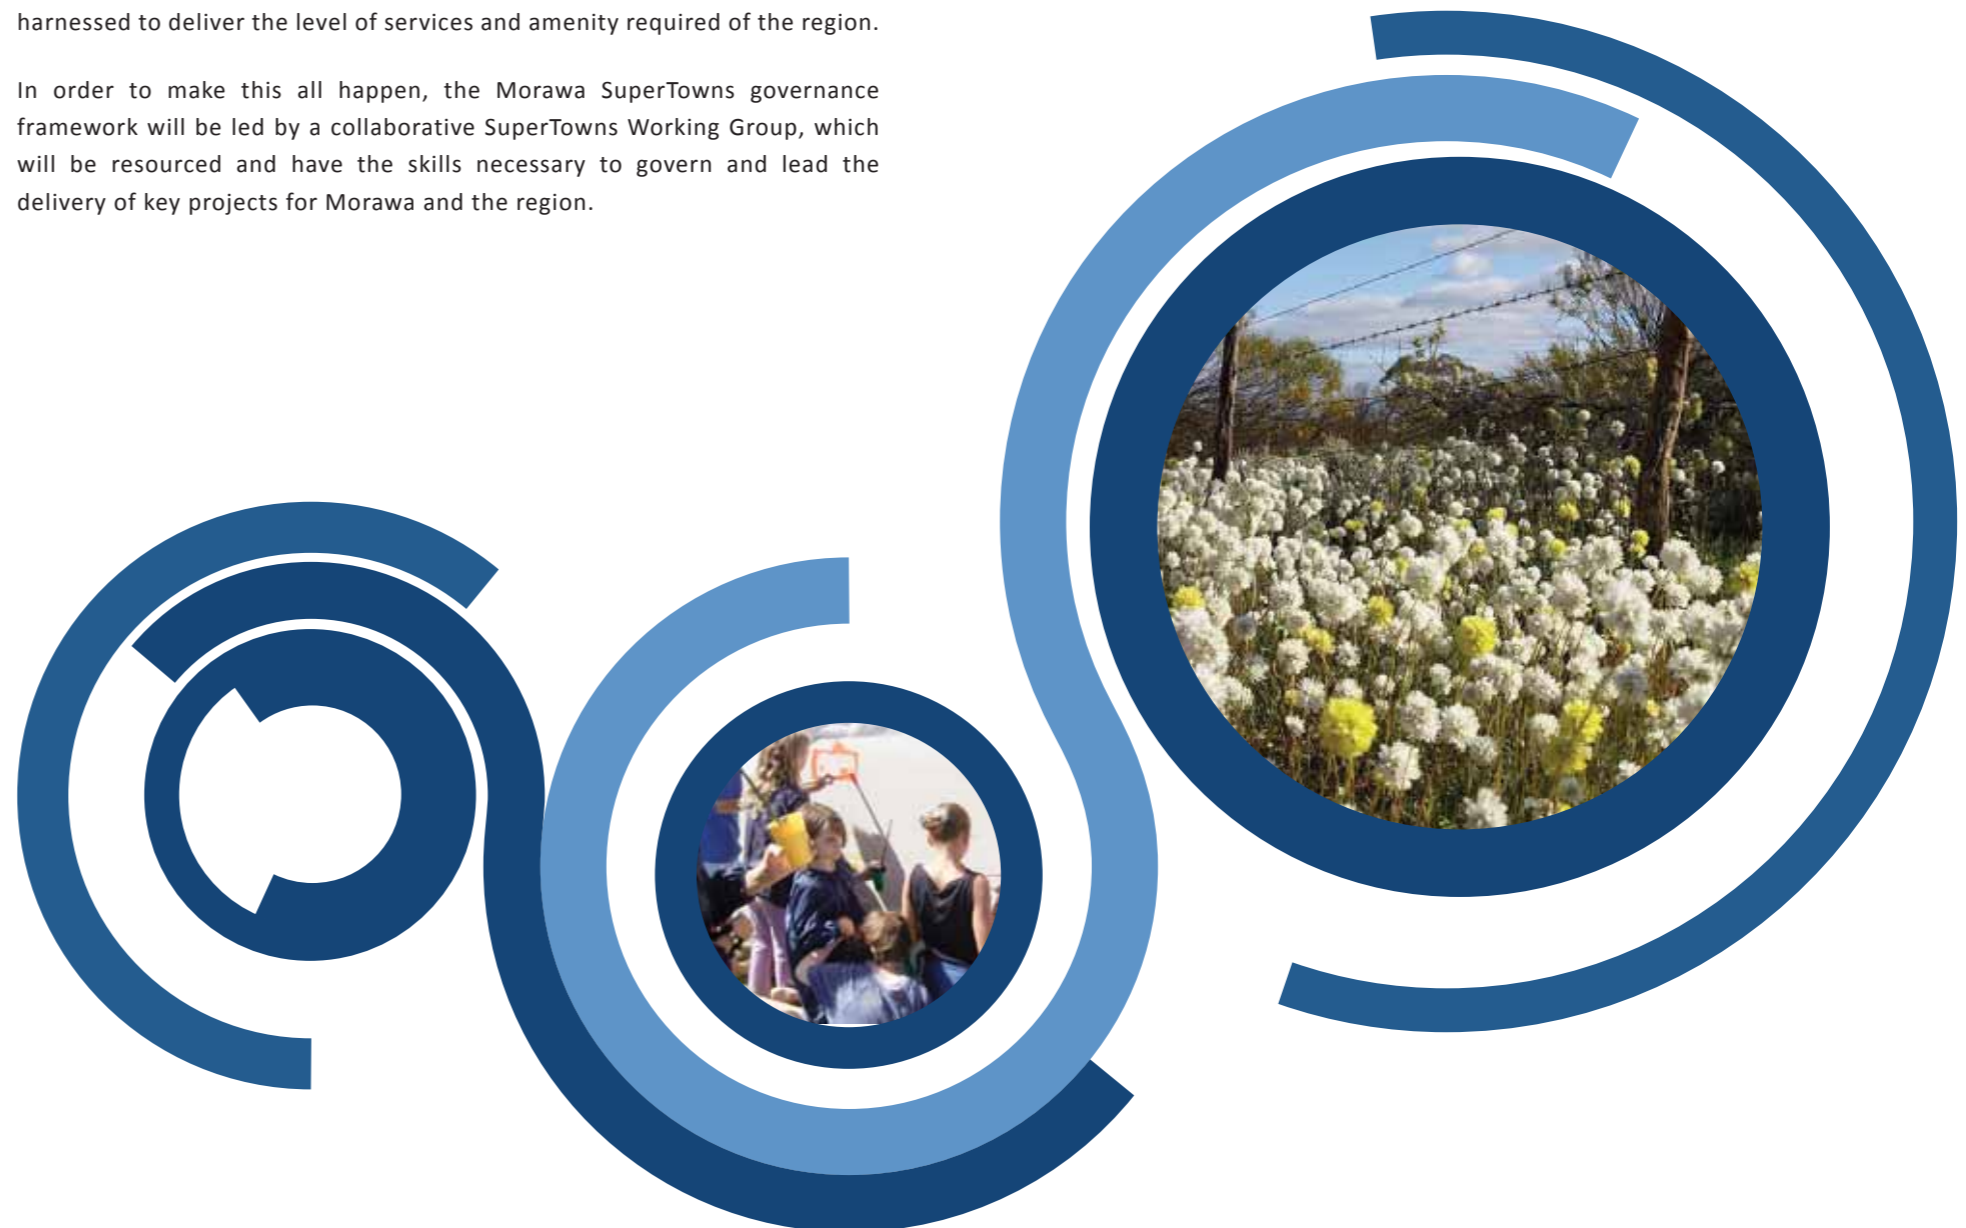 harnessed to deliver the level of services and amenity required of the region.
In order to make this all happen, the Morawa SuperTowns governance
framework will be led by a collaborative SuperTowns Working Group, which
will be resourced and have the skills necessary to govern and lead the
delivery of key projects for Morawa and the region.